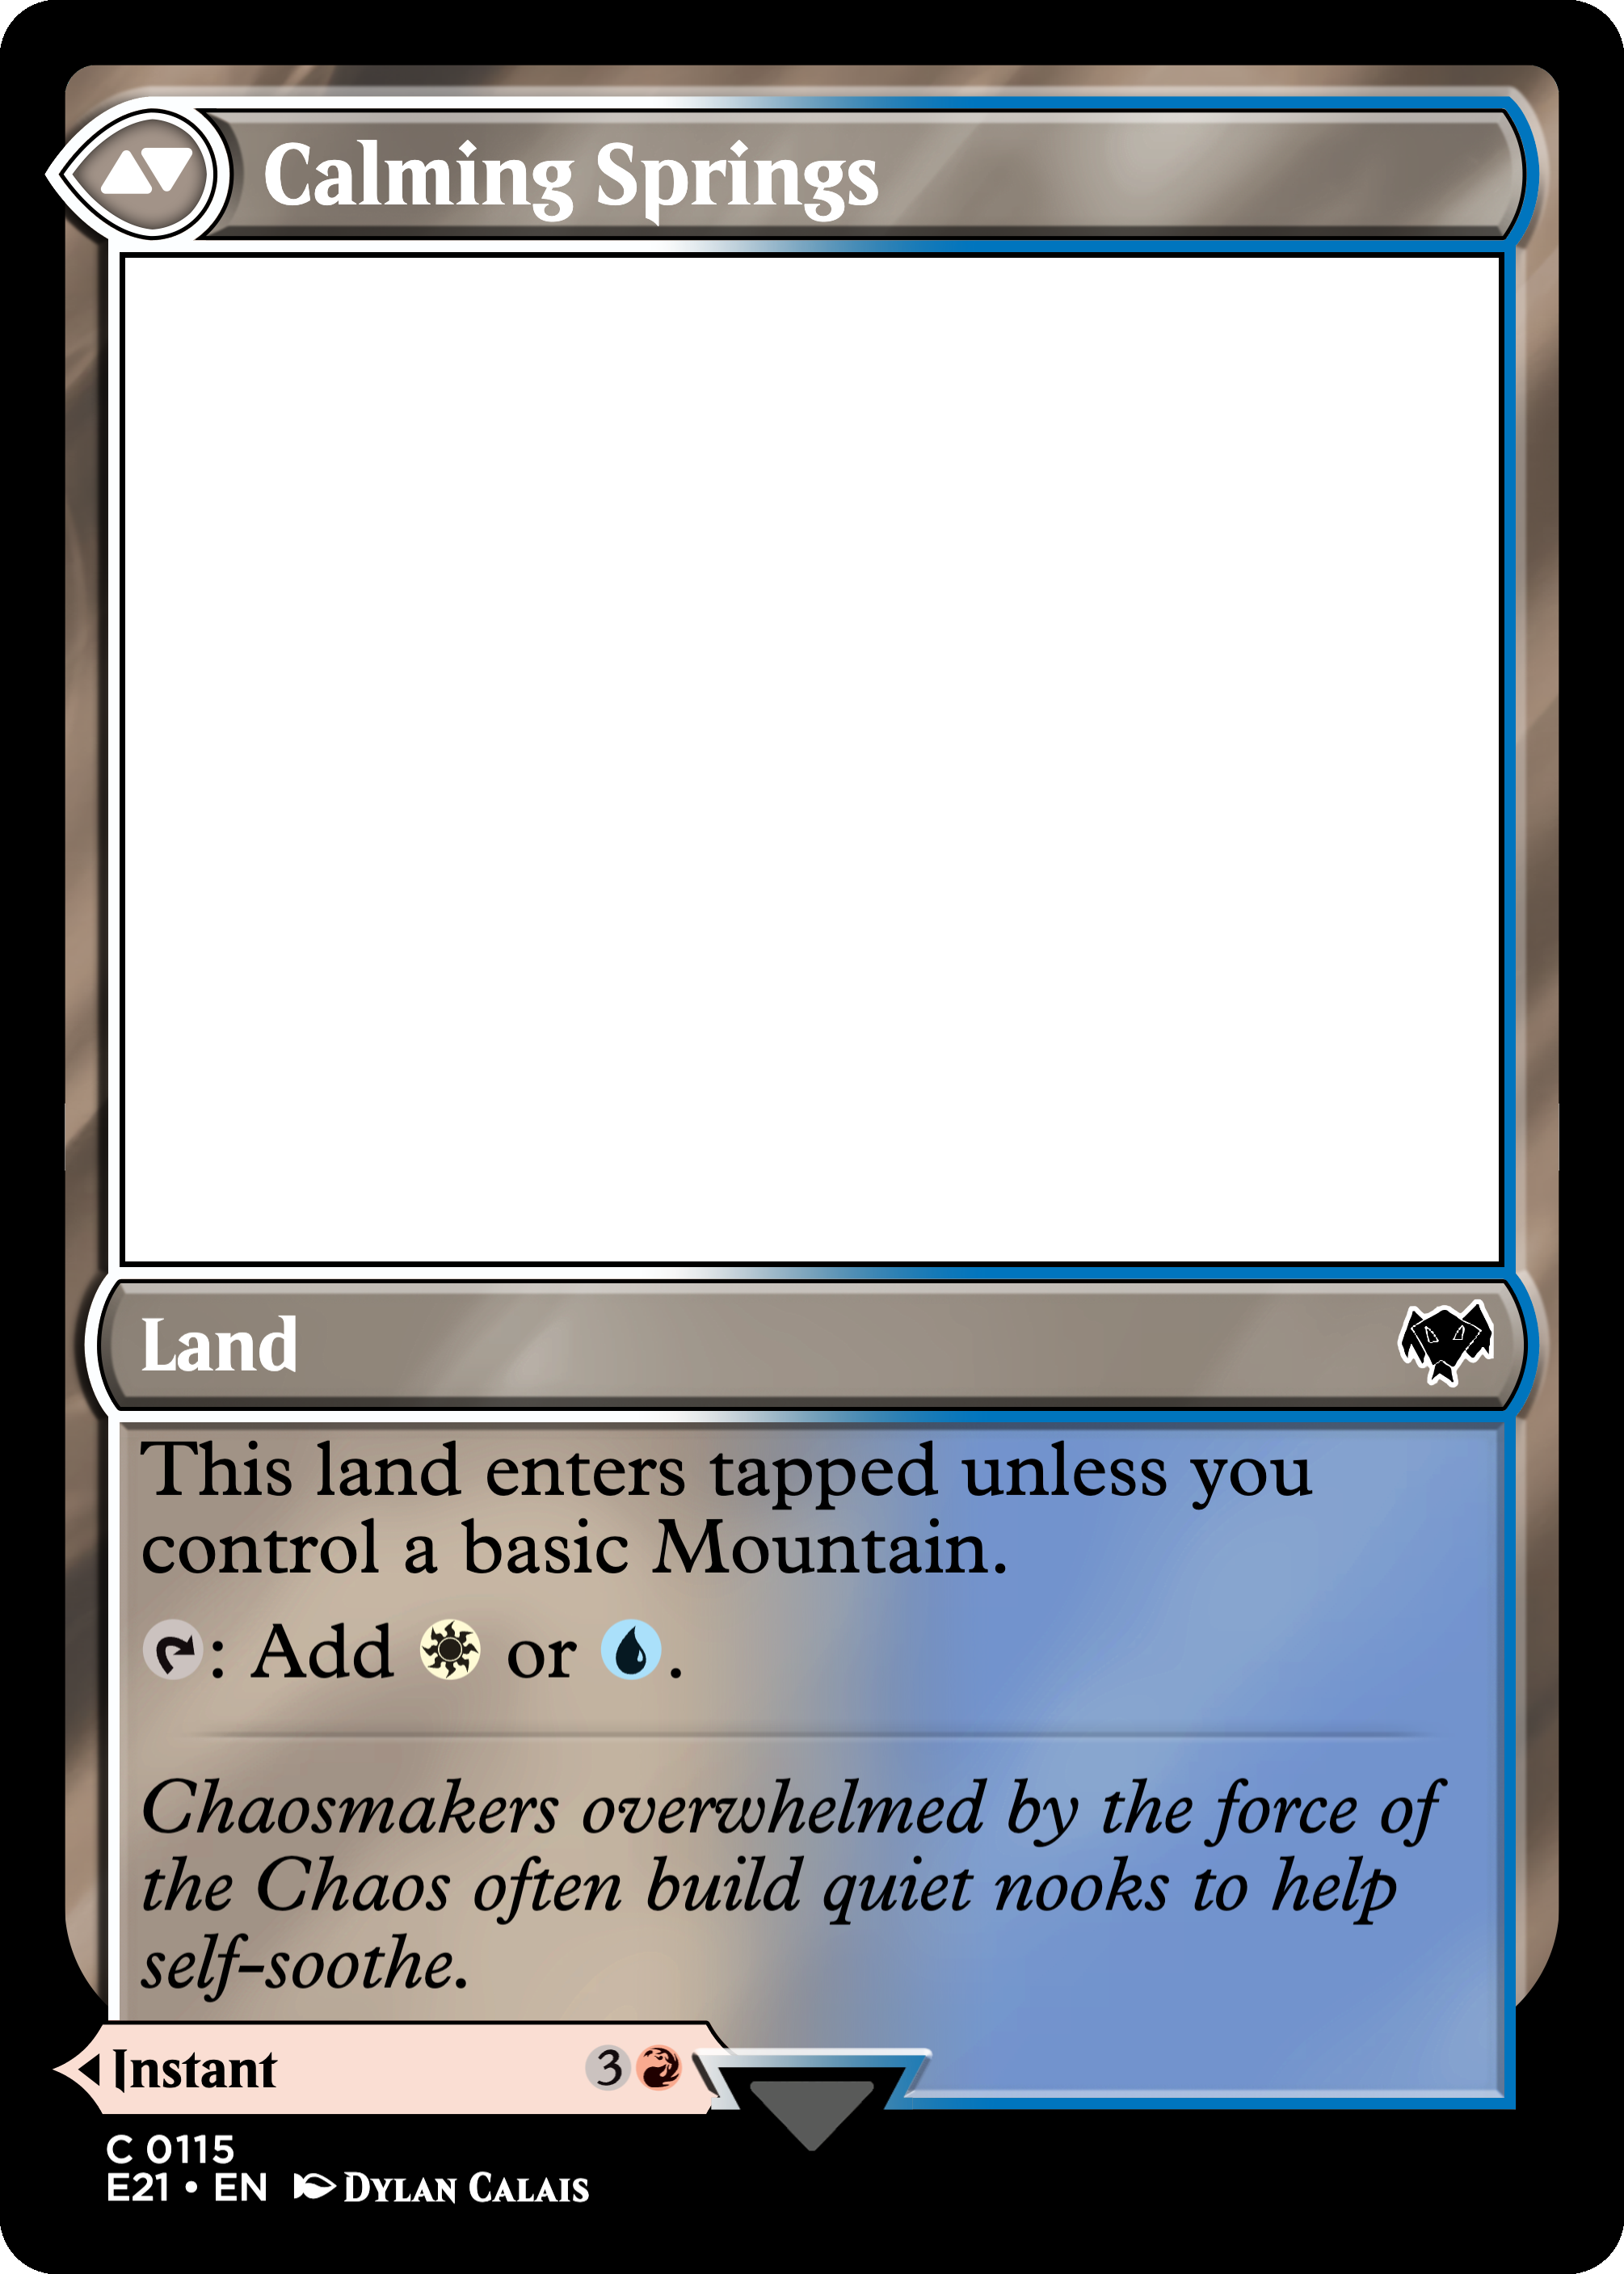 Calming Springs
Land
This land enters tapped unless you
control a basic Mountain.
: Add or .
Chaosmakers overwhelmed by the force of
the Chaos often build quiet nooks to help
self-soothe.
Instant 3
C 0115
E21 • EN DYLAN CALAIS